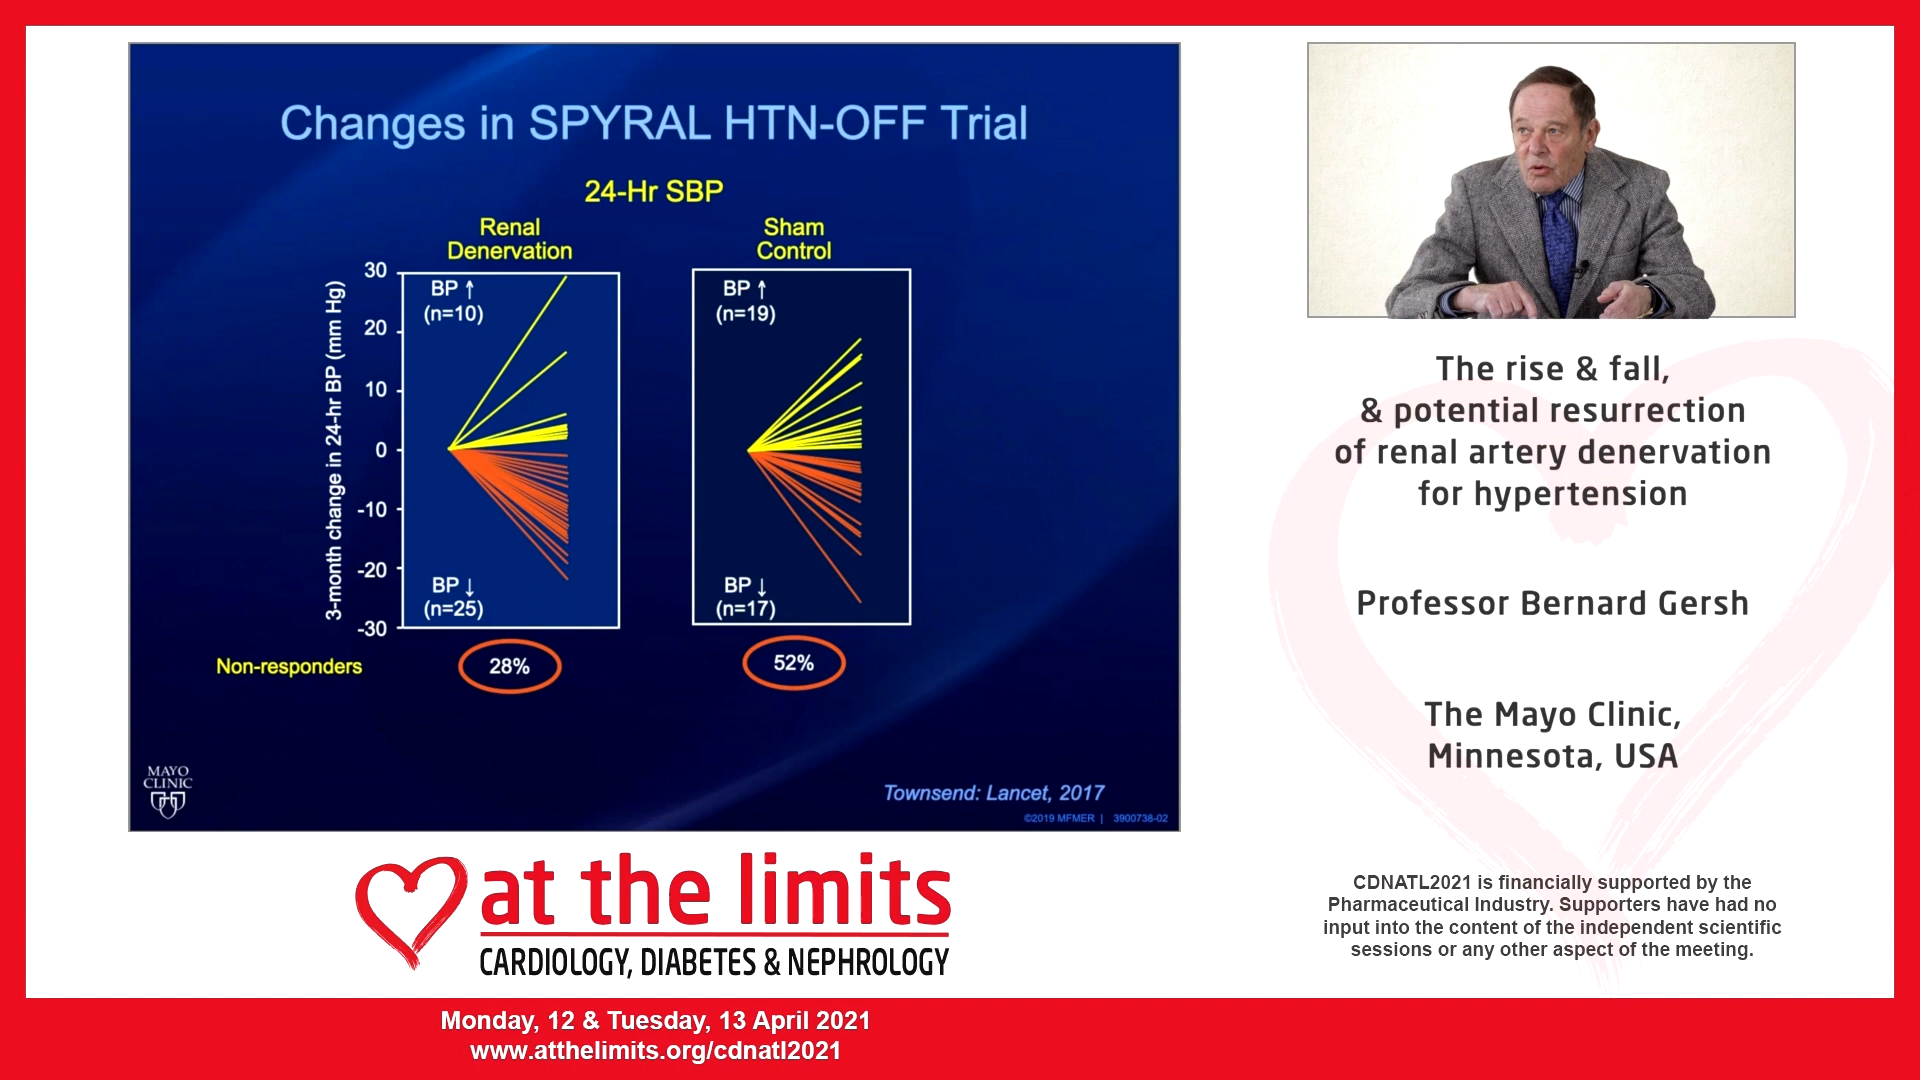 Changes in SPYRAL HTN-OFF Trial
24-Hr SBP
Renal
Denervation
Sham
Control
3-month change in 24-hr BP (mm Hg)
30
20
10
0
-10
-20
-30
BP ↑
(n=10)
BP ↓
(n=25)
BP ↑
(n=19)
BP ↓
(n=17)
Non-responders
28%
52%
MAYO
CLINIC
Townsend: Lancet, 2017
©2019 MFMER | 3900738-02
The rise & fall,
& potential resurrection
of renal artery denervation
for hypertension
Professor Bernard Gersh
The Mayo Clinic,
Minnesota, USA
CDNATL2021 is financially supported by the
Pharmaceutical Industry. Supporters have had no
input into the content of the independent scientific
sessions or any other aspect of the meeting.
at the limits
CARDIOLOGY, DIABETES & NEPHROLOGY
Monday, 12 & Tuesday, 13 April 2021
www.atthelimits.org/cdnatl2021